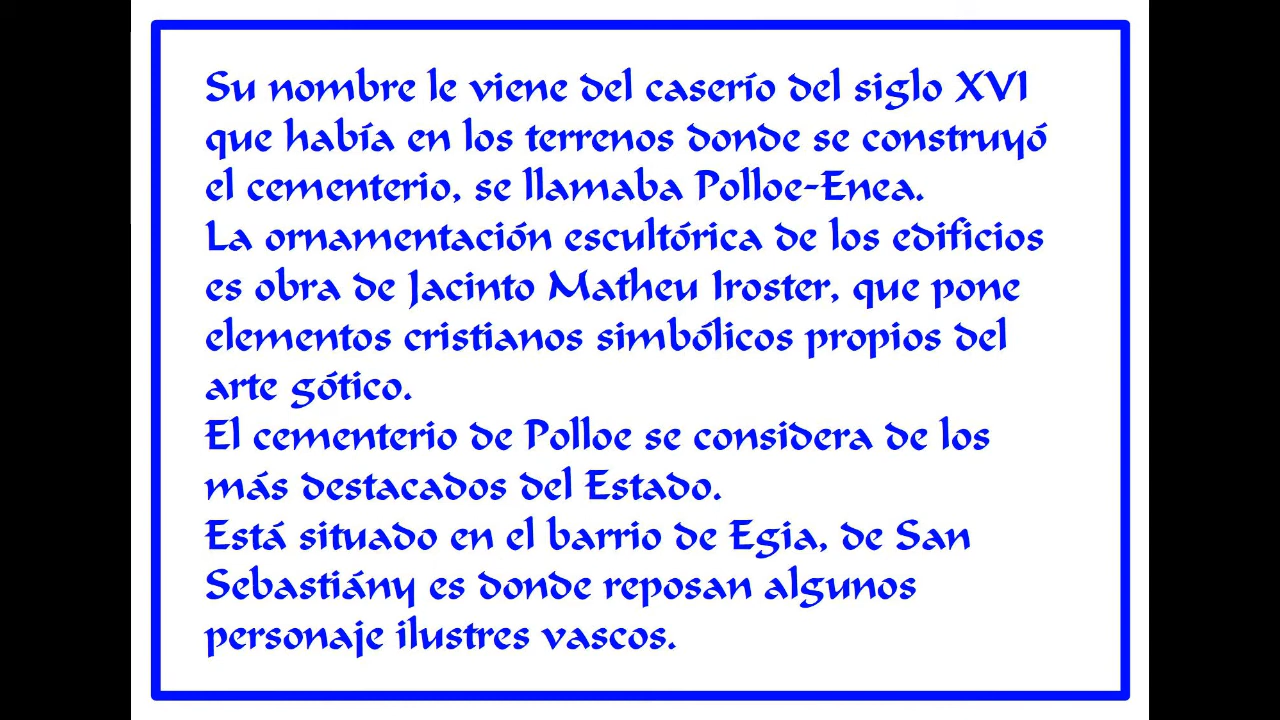 Su nombre le viene del caserío del siglo XVI
que había en los terrenos donde se construyó
el cementerio, se llamaba Polloe-Enea.
La ornamentación escultórica de los edificios
es obra de Jacinto Matheu Iroster, que pone
elementos cristianos simbólicos propios del
arte gótico.
El cementerio de Polloe se considera de los
más destacados del Estado.
Está situado en el barrio de Egia, de San
Sebastiány es donde reposan algunos
personaje ilustres vascos.